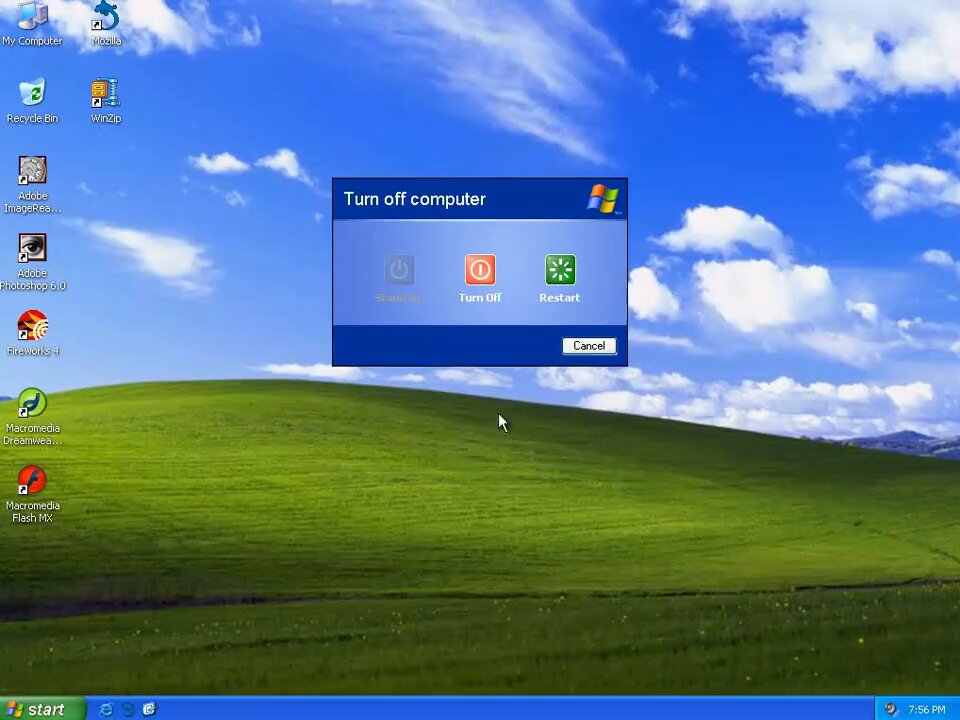 My Computer
Mozilla
Recycle Bin
WinZip
Adobe
ImageRea...
Adobe
Photoshop 6.0
Fireworks 4
Macromedia
Dreamwea...
Macromedia
Flash MX
Turn off computer
Stand By
Turn Off
Restart
Cancel
start
7:56 PM